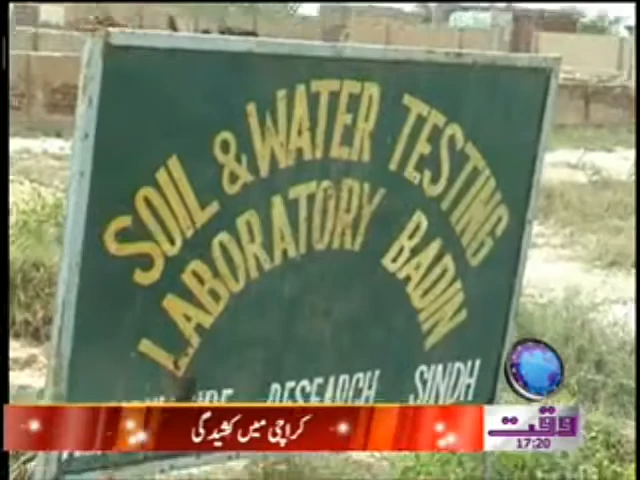 SOIL & WATER TESTING
LABORATORY BADIN
RESEARCH SINDH
کراچی میں کشیدگی
وقت
17:20